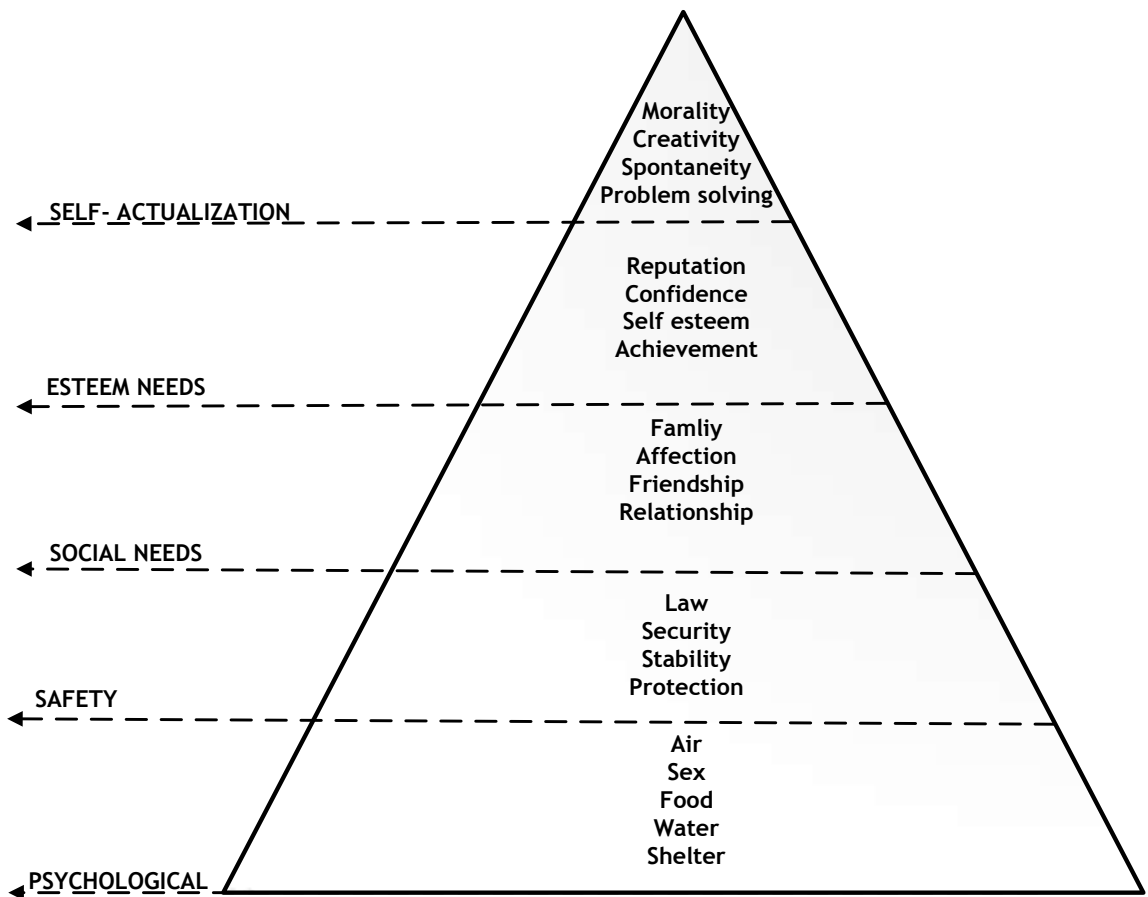 Morality
Creativity
Spontaneity
Problem solving
SELF- ACTUALIZATION
Reputation
Confidence
Self esteem
Achievement
ESTEEM NEEDS
Famliy
Affection
Friendship
Relationship
SOCIAL NEEDS
Law
Security
Stability
Protection
SAFETY
Air
Sex
Food
Water
Shelter
PSYCHOLOGICAL